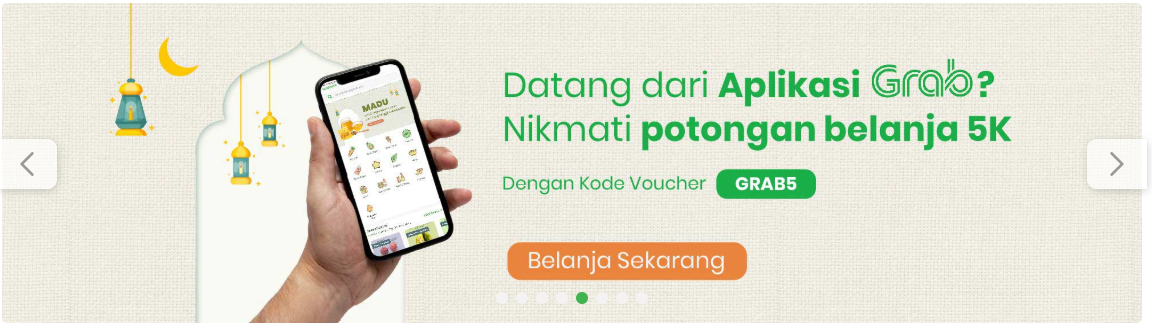 Datang dari Aplikasi Grab?
Nikmati potongan belanja 5K
Dengan Kode Voucher GRAB5
Belanja Sekarang
MADU